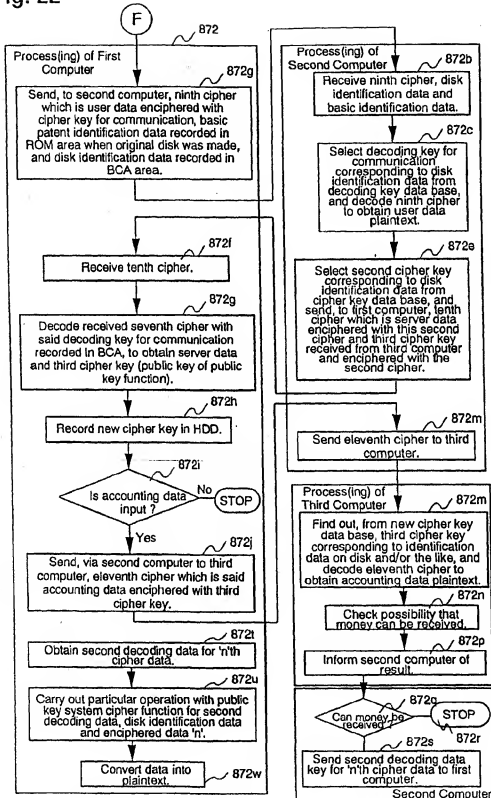 Fig. 22
F
872
Process(ing) of First
Computer
872g
Send, to second computer, ninth cipher
which is user data enciphered with
cipher key for communication, basic
patent identification data recorded in
ROM area when original disk was made,
and disk identification data recorded in
BCA area.
872f
Receive tenth cipher.
872g
Decode received seventh cipher with
said decoding key for communication
recorded in BCA, to obtain server data
and third cipher key (public key of public
key function).
872h
Record new cipher key in HDD.
872i
Is accounting data
input ?
No
STOP
Yes
872j
Send, via second computer to third
computer, eleventh cipher which is said
accounting data enciphered with third
cipher key.
872t
Obtain second decoding data for 'n'th
cipher data.
872u
Carry out particular operation with public
key system cipher function for second
decoding data, disk identification data
and enciphered data 'n'.
872w
Convert data into
plaintext.
Process(ing) of
Second Computer
872b
Receive ninth cipher, disk
identification data and
basic identification data.
872c
Select decoding key for
communication
corresponding to disk
identification data from
decoding key data base,
and decode ninth cipher
to obtain user data
plaintext.
872e
Select second cipher key
corresponding to disk
identification data from
cipher key data base, and
send, to first computer, tenth
cipher which is server data
enciphered with this second
cipher and third cipher key
received from third computer
and enciphered with the
second cipher.
872m
Send eleventh cipher to third
computer.
Process(ing) of
Third Computer
872m
Find out, from new cipher key
data base, third cipher key
corresponding to identification
data on disk and/or the like, and
decode eleventh cipher to
obtain accounting data plaintext.
872n
Check possibility that
money can be received.
872p
Inform second computer of
result.
872q
Can money be
received ?
STOP
872r
872s
Send second decoding data
key for 'n'th cipher data to first
computer.
Second Computer